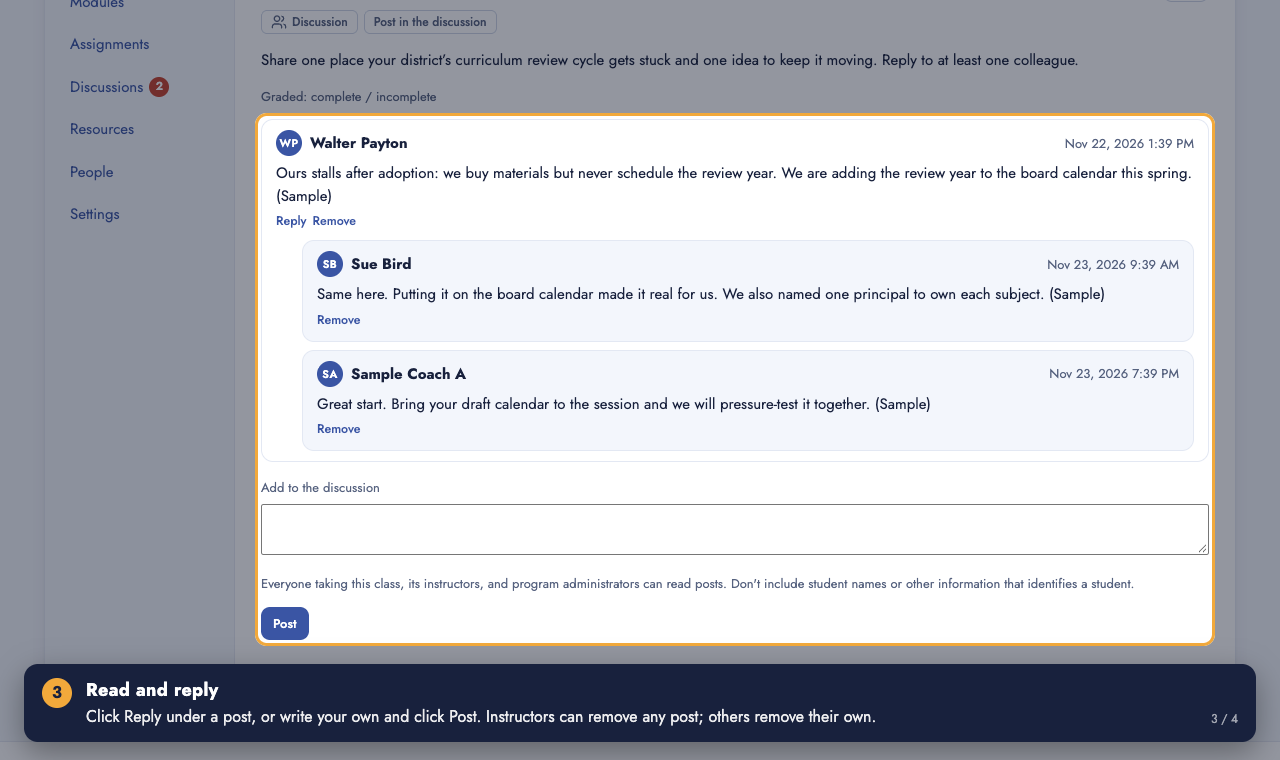 Modules
Assignments
Discussions 2
Resources
People
Settings
Discussion
Post in the discussion
Share one place your district's curriculum review cycle gets stuck and one idea to keep it moving. Reply to at least one colleague.
Graded: complete / incomplete
WP Walter Payton Nov 22, 2026 1:39 PM
Ours stalls after adoption: we buy materials but never schedule the review year. We are adding the review year to the board calendar this spring.
(Sample)
Reply Remove
SB Sue Bird Nov 23, 2026 9:39 AM
Same here. Putting it on the board calendar made it real for us. We also named one principal to own each subject. (Sample)
Remove
SA Sample Coach A Nov 23, 2026 7:39 PM
Great start. Bring your draft calendar to the session and we will pressure-test it together. (Sample)
Remove
Add to the discussion
Everyone taking this class, its instructors, and program administrators can read posts. Don't include student names or other information that identifies a student.
Post
3 Read and reply
Click Reply under a post, or write your own and click Post. Instructors can remove any post; others remove their own.
3 / 4